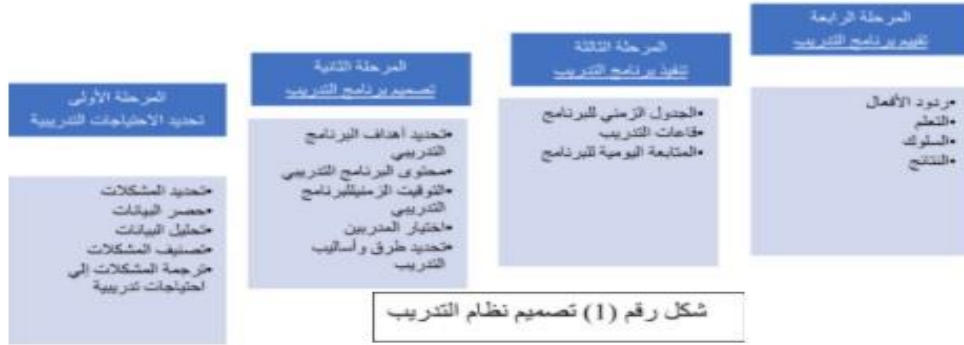 المرحلة الأولى
تحديد الاحتياجات التدريبية
•تحديد المشكلات
•حصر البيانات
•تحليل البيانات
•تصنيف المشكلات
•ترجمة المشكلات إلي
احتياجات تدريبية
المرحلة الثانية
تصميم برنامج التدريب
•تحديد أهداف البرنامج
التدريبي
•محتوى البرنامج التدريبي
•التوقيت الزمنيللبرنامج
التدريبي
•اختيار المدربين
•تحديد طرق وأساليب
التدريب
المرحلة الثالثة
تنفيذ برنامج التدريب
•الجدول الزمني للبرنامج
•قاعات التدريب
•المتابعة اليومية للبرنامج
المرحلة الرابعة
تقييم برنامج التدريب
•ردود الأفعال
•التعلم
•السلوك
•النتائج
شكل رقم (1) تصميم نظام التدريب